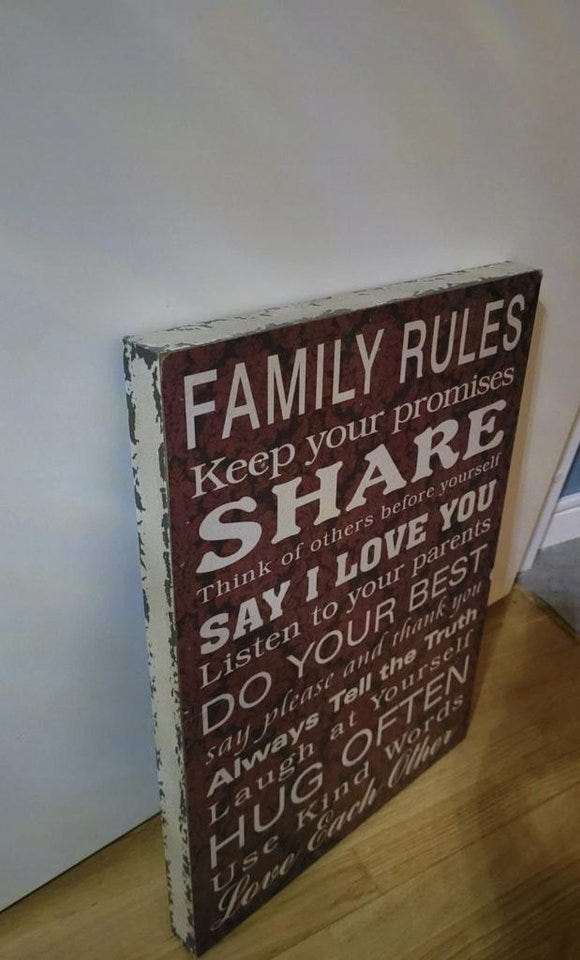 FAMILY RULES
Keep your promises
SHARE
Think of others before yourself
SAY I LOVE YOU
Listen to your parents
DO YOUR BEST
say please and thank you
Always Tell the Truth
Laugh at Yourself
HUG OFTEN
Use Kind Words
Love Each Other